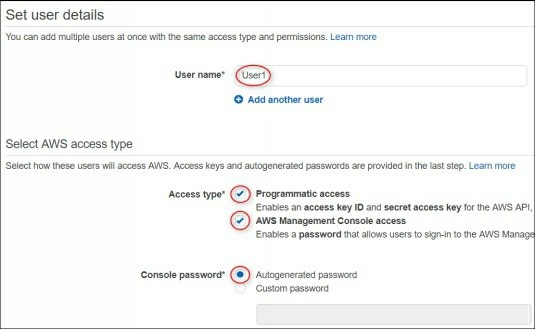 Set user details
You can add multiple users at once with the same access type and permissions. Learn more
User name* User1
Add another user
Select AWS access type
Select how these users will access AWS. Access keys and autogenerated passwords are provided in the last step. Learn more
Access type* Programmatic access
Enables an access key ID and secret access key for the AWS API,
AWS Management Console access
Enables a password that allows users to sign-in to the AWS Manage
Console password* Autogenerated password
Custom password